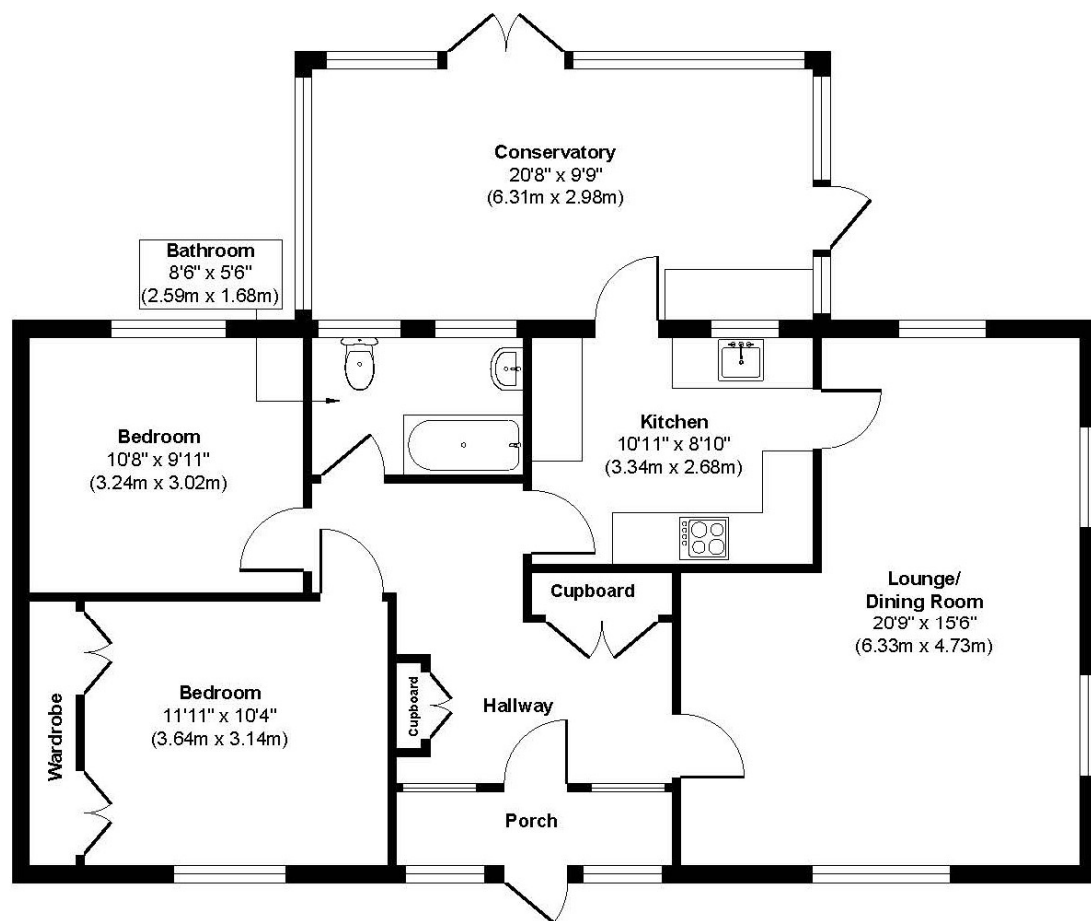 Conservatory
20'8" x 9'9"
(6.31m x 2.98m)
Bathroom
8'6" x 5'6"
(2.59m x 1.68m)
Bedroom
10'8" x 9'11"
(3.24m x 3.02m)
Kitchen
10'11" x 8'10"
(3.34m x 2.68m)
Lounge/
Dining Room
20'9" x 15'6"
(6.33m x 4.73m)
Cupboard
Wardrobe
Bedroom
11'11" x 10'4"
(3.64m x 3.14m)
Cupboard
Hallway
Porch